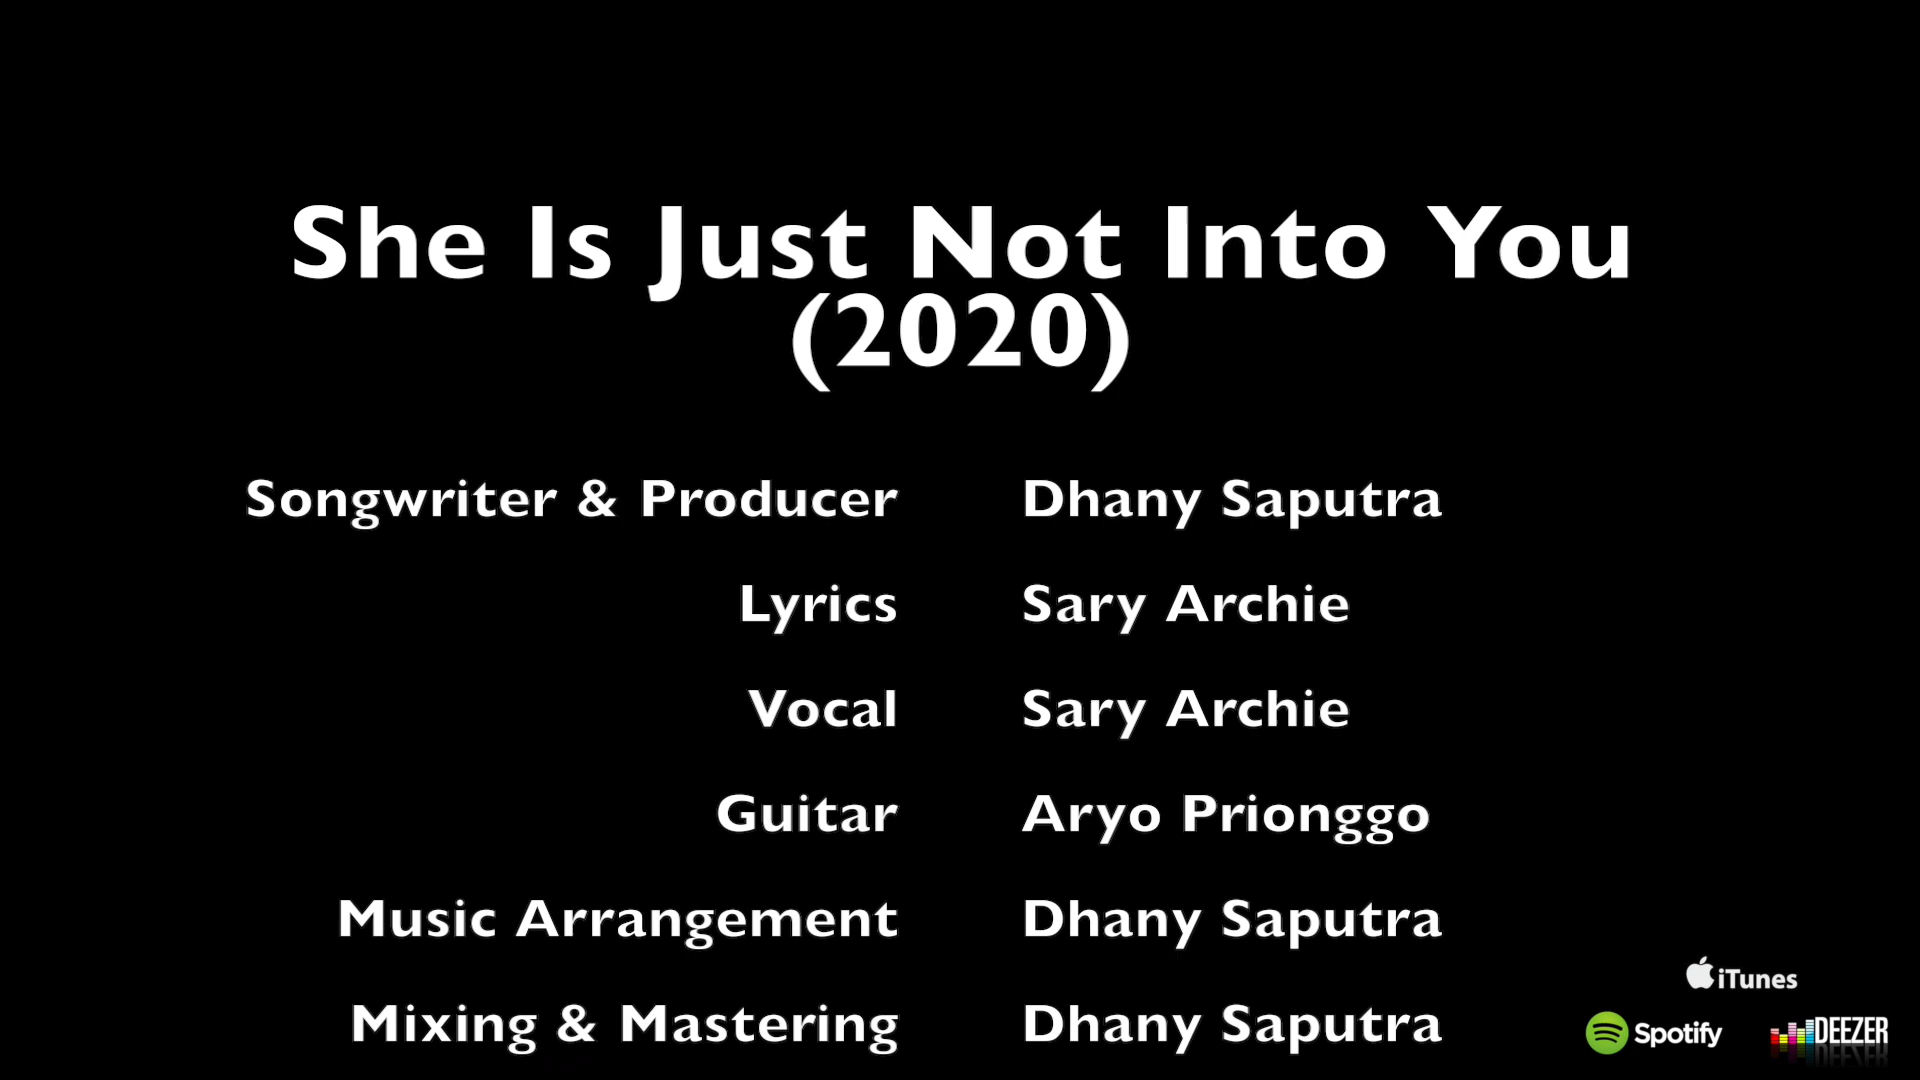 She Is Just Not Into You
(2020)
Songwriter & Producer Dhany Saputra
Lyrics Sary Archie
Vocal Sary Archie
Guitar Aryo Prionggo
Music Arrangement Dhany Saputra
Mixing & Mastering Dhany Saputra
iTunes
Spotify DEEZER